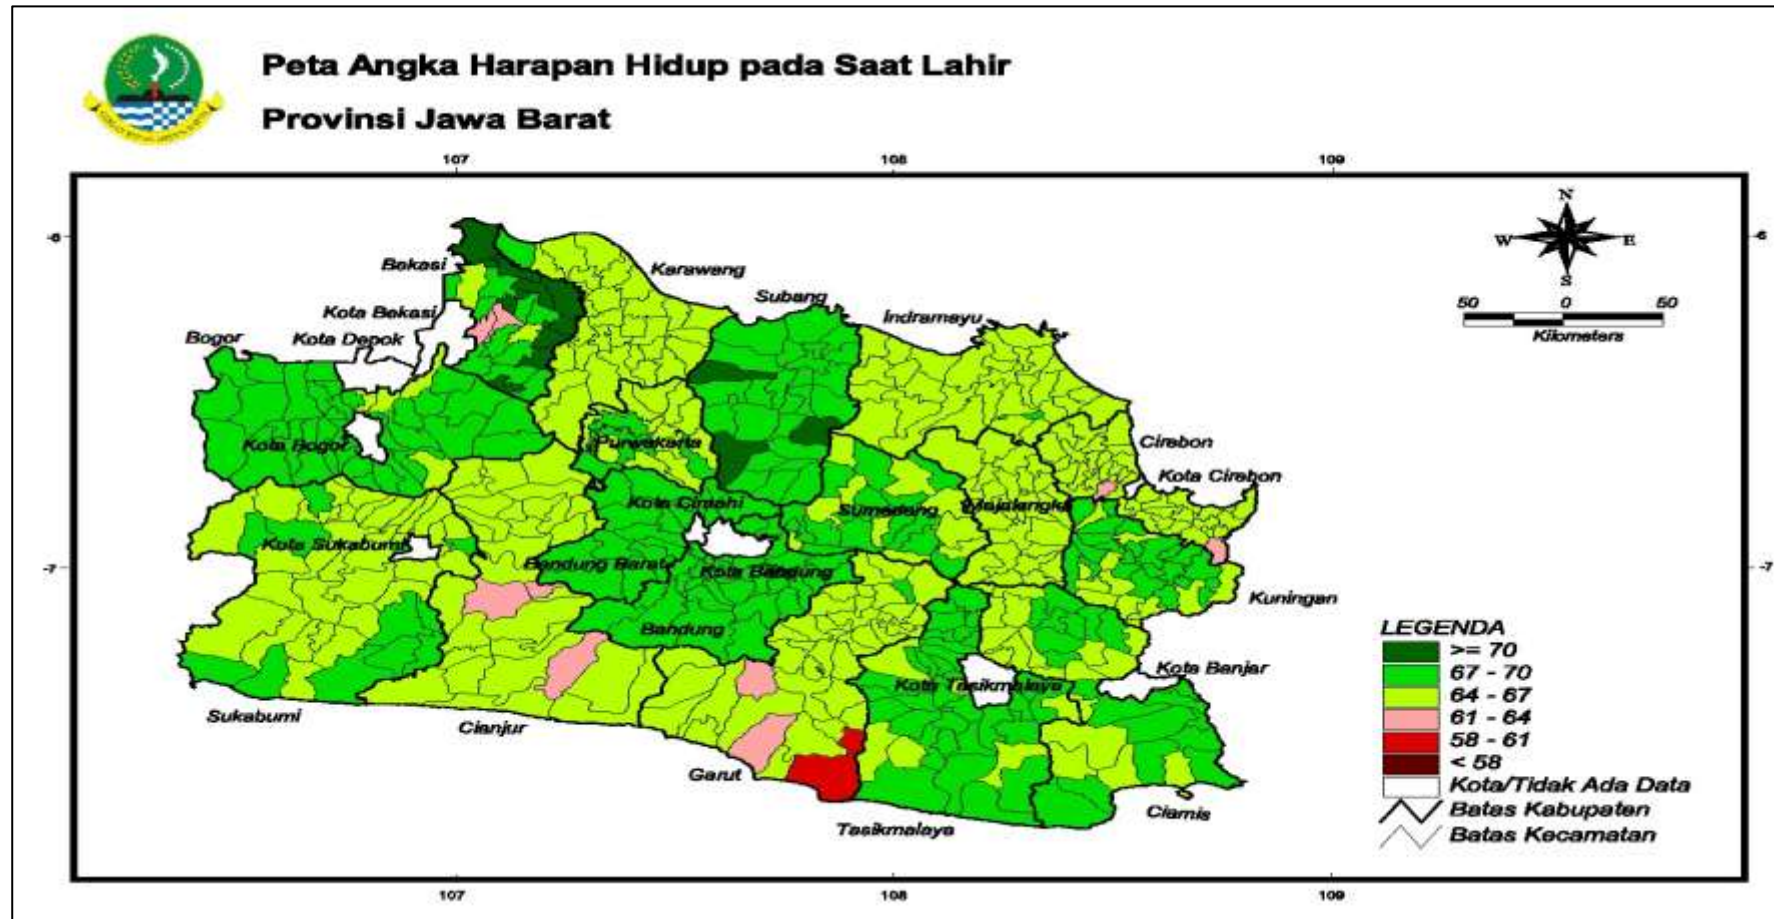 Peta Angka Harapan Hidup pada Saat Lahir
Provinsi Jawa Barat
107 108 109
-6 -6
N
W E
S
50 0 50
Kilometers
Bekasi
Karawang
Subang
Kota Bekasi
Indramayu
Bogor
Kota Depok
Kota Bogor
Purwakarta
Cirebon
Kota Cirebon
Kota Cimahi
Sumedang
Majalengka
Kota Sukabumi
Bandung Barat
Kota Bandung
-7 -7
Kuningan
Bandung
Kota Banjar
Kota Tasikmalaya
Sukabumi
Cianjur
Garut
Tasikmalaya
Ciamis
LEGENDA
>= 70
67 - 70
64 - 67
61 - 64
58 - 61
< 58
Kota/Tidak Ada Data
Batas Kabupaten
Batas Kecamatan
107 108 109